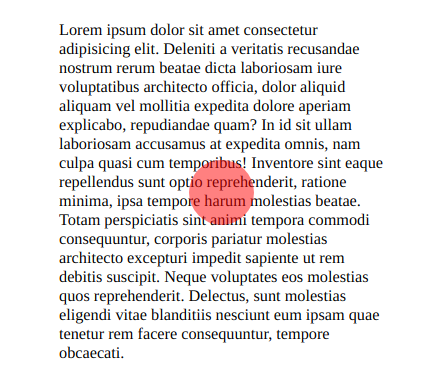 Lorem ipsum dolor sit amet consectetur
adipisicing elit. Deleniti a veritatis recusandae
nostrum rerum beatae dicta laboriosam iure
voluptatibus architecto officia, dolor aliquid
aliquam vel mollitia expedita dolore aperiam
explicabo, repudiandae quam? In id sit ullam
laboriosam accusamus at expedita omnis, nam
culpa quasi cum temporibus! Inventore sint eaque
repellendus sunt optio reprehenderit, ratione
minima, ipsa tempore harum molestias beatae.
Totam perspiciatis sint animi tempora commodi
consequuntur, corporis pariatur molestias
architecto excepturi impedit sapiente ut rem
debitis suscipit. Neque voluptates eos molestias
quos reprehenderit. Delectus, sunt molestias
eligendi vitae blanditiis nesciunt eum ipsam quae
tenetur rem facere consequuntur, tempore
obcaecati.